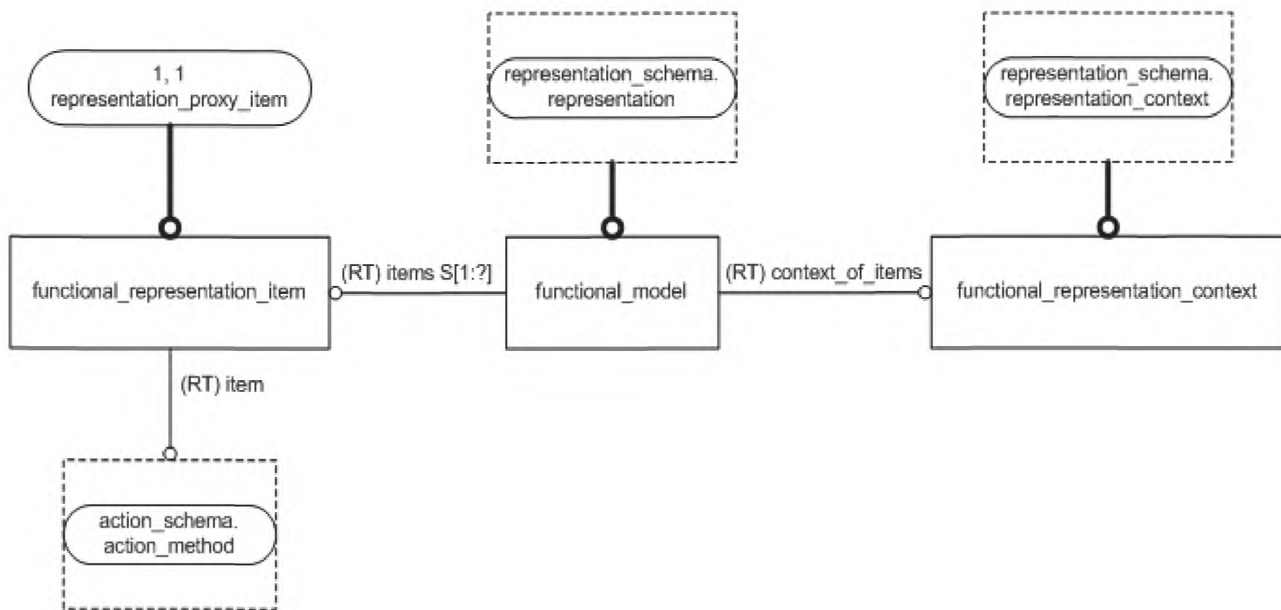 1, 1
representation_proxy_item
representation_schema.
representation
representation_schema.
representation_context
functional_representation_item
(RT) items S[1:?]
functional_model
(RT) context_of_items
functional_representation_context
(RT) item
action_schema.
action_method